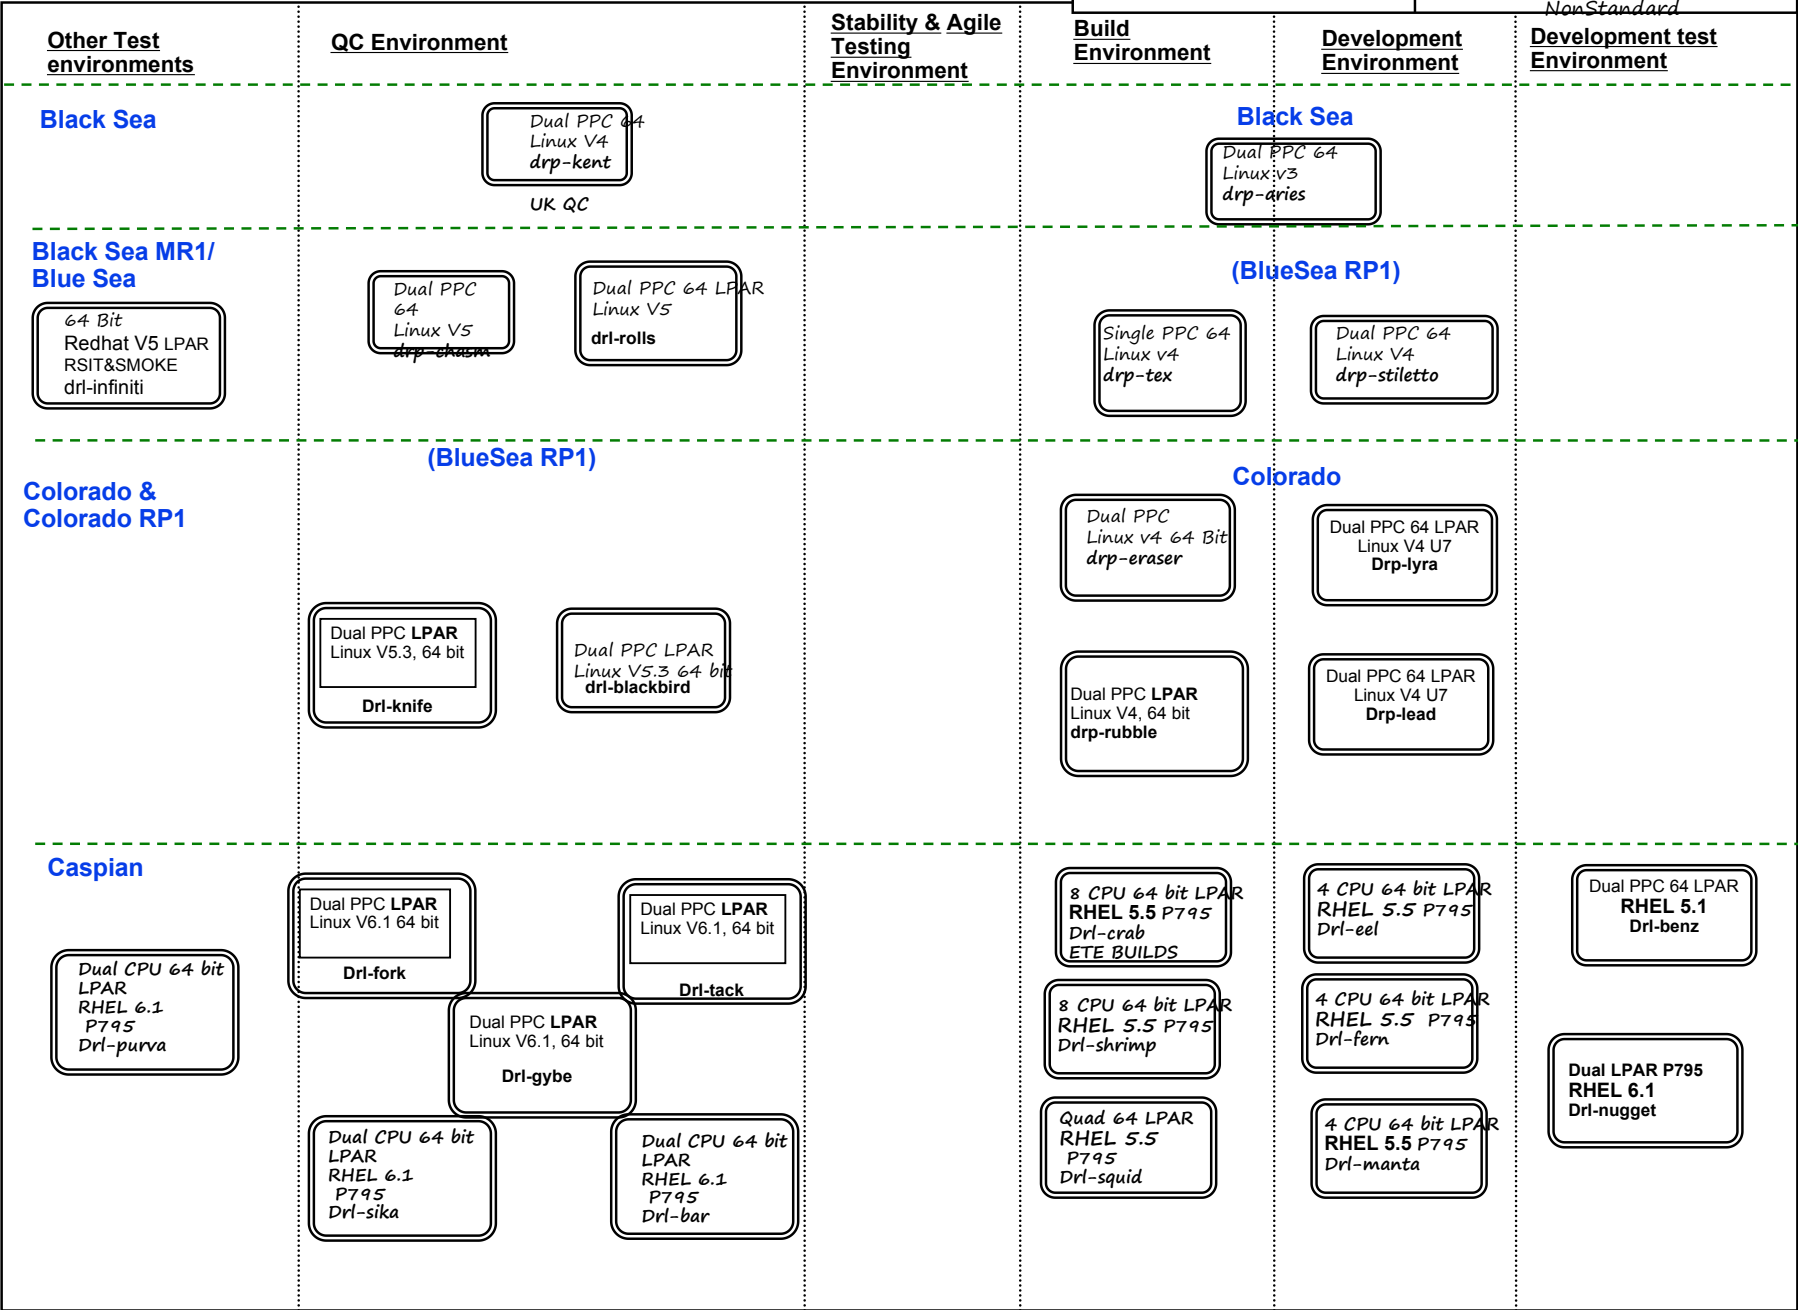 NonStandard
Other Test
environments
QC Environment
Stability & Agile
Testing
Environment
Build
Environment
Development
Environment
Development test
Environment
Black Sea
Dual PPC 64
Linux V4
drp-kent
UK QC
Black Sea
Dual PPC 64
Linux v3
drp-aries
Black Sea MR1/
Blue Sea
64 Bit
Redhat V5 LPAR
RSIT&SMOKE
drl-infiniti
Dual PPC
64
Linux V5
drp-chasm
Dual PPC 64 LPAR
Linux V5
drl-rolls
(BlueSea RP1)
Single PPC 64
Linux v4
drp-tex
Dual PPC 64
Linux V4
drp-stiletto
(BlueSea RP1)
Colorado &
Colorado RP1
Colorado
Dual PPC
Linux v4 64 Bit
drp-eraser
Dual PPC 64 LPAR
Linux V4 U7
Drp-lyra
Dual PPC LPAR
Linux V5.3, 64 bit
Drl-knife
Dual PPC LPAR
Linux V5.3 64 bit
drl-blackbird
Dual PPC LPAR
Linux V4, 64 bit
drp-rubble
Dual PPC 64 LPAR
Linux V4 U7
Drp-lead
Caspian
Dual CPU 64 bit
LPAR
RHEL 6.1
P795
Drl-purva
Dual PPC LPAR
Linux V6.1 64 bit
Drl-fork
Dual PPC LPAR
Linux V6.1, 64 bit
Drl-tack
Dual PPC LPAR
Linux V6.1, 64 bit
Drl-gybe
Dual CPU 64 bit
LPAR
RHEL 6.1
P795
Drl-sika
Dual CPU 64 bit
LPAR
RHEL 6.1
P795
Drl-bar
8 CPU 64 bit LPAR
RHEL 5.5 P795
Drl-crab
ETE BUILDS
8 CPU 64 bit LPAR
RHEL 5.5 P795
Drl-shrimp
Quad 64 LPAR
RHEL 5.5
P795
Drl-squid
4 CPU 64 bit LPAR
RHEL 5.5 P795
Drl-eel
4 CPU 64 bit LPAR
RHEL 5.5 P795
Drl-fern
4 CPU 64 bit LPAR
RHEL 5.5 P795
Drl-manta
Dual PPC 64 LPAR
RHEL 5.1
Drl-benz
Dual LPAR P795
RHEL 6.1
Drl-nugget